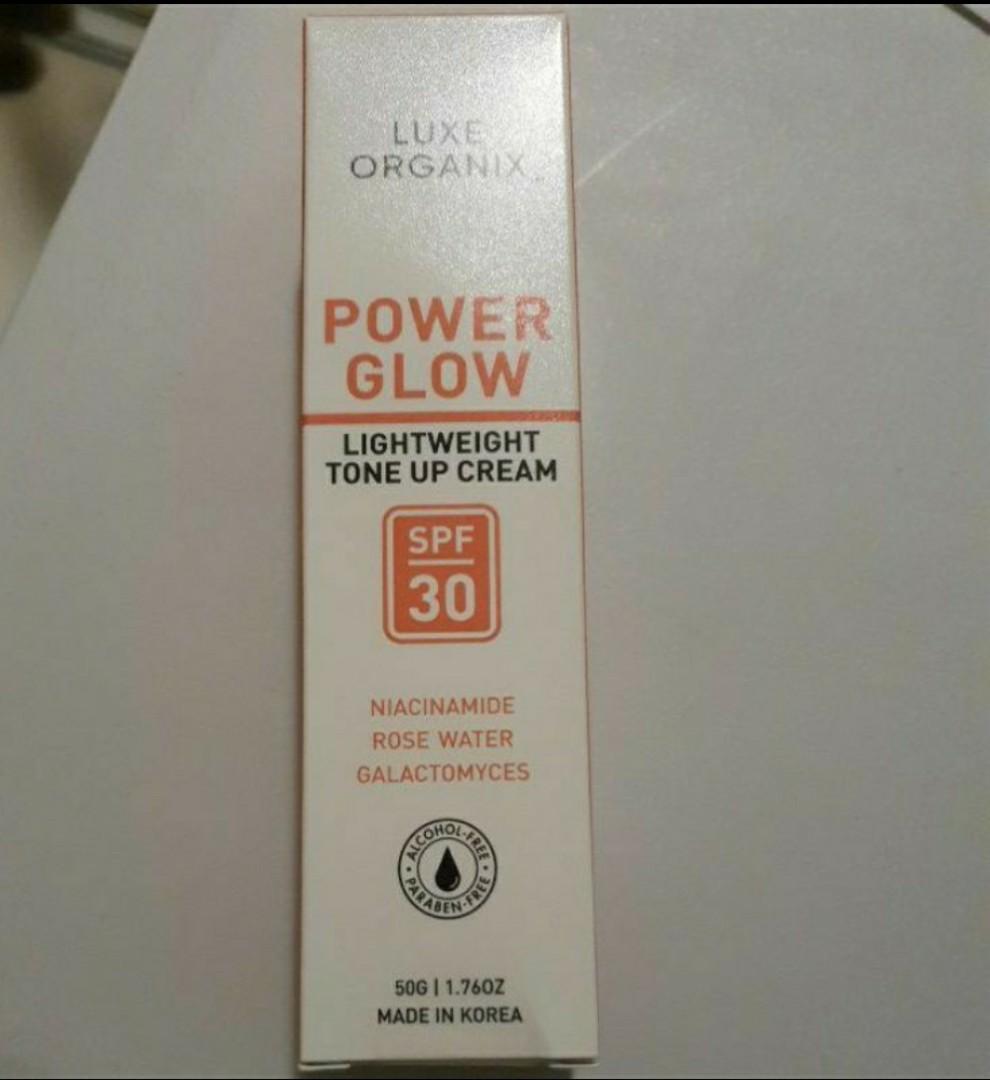 LUXE
ORGANIX
POWER
GLOW
LIGHTWEIGHT
TONE UP CREAM
SPF
30
NIACINAMIDE
ROSE WATER
GALACTOMYCES
ALCOHOL-FREE
PARABEN-FREE
50G | 1.76OZ
MADE IN KOREA